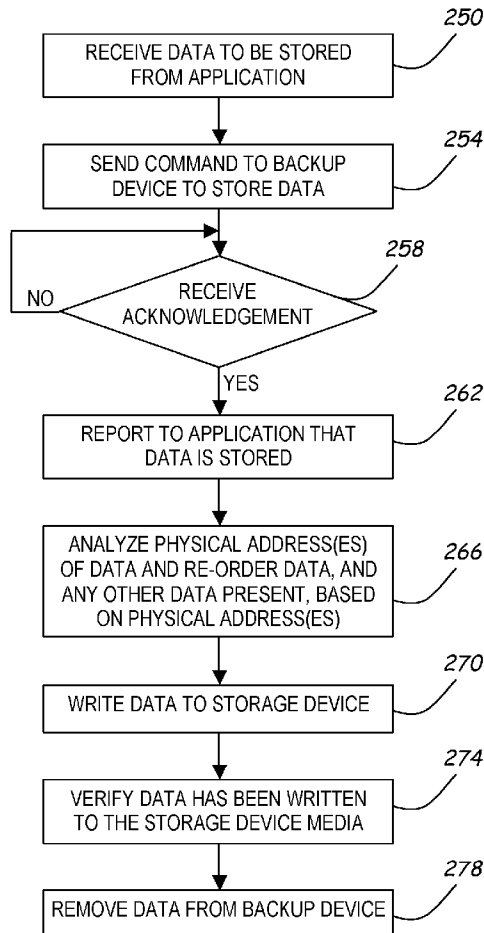 250
RECEIVE DATA TO BE STORED
FROM APPLICATION
254
SEND COMMAND TO BACKUP
DEVICE TO STORE DATA
258
RECEIVE
ACKNOWLEDGEMENT
NO
YES
262
REPORT TO APPLICATION THAT
DATA IS STORED
266
ANALYZE PHYSICAL ADDRESS(ES)
OF DATA AND RE-ORDER DATA, AND
ANY OTHER DATA PRESENT, BASED
ON PHYSICAL ADDRESS(ES)
270
WRITE DATA TO STORAGE DEVICE
274
VERIFY DATA HAS BEEN WRITTEN
TO THE STORAGE DEVICE MEDIA
278
REMOVE DATA FROM BACKUP DEVICE